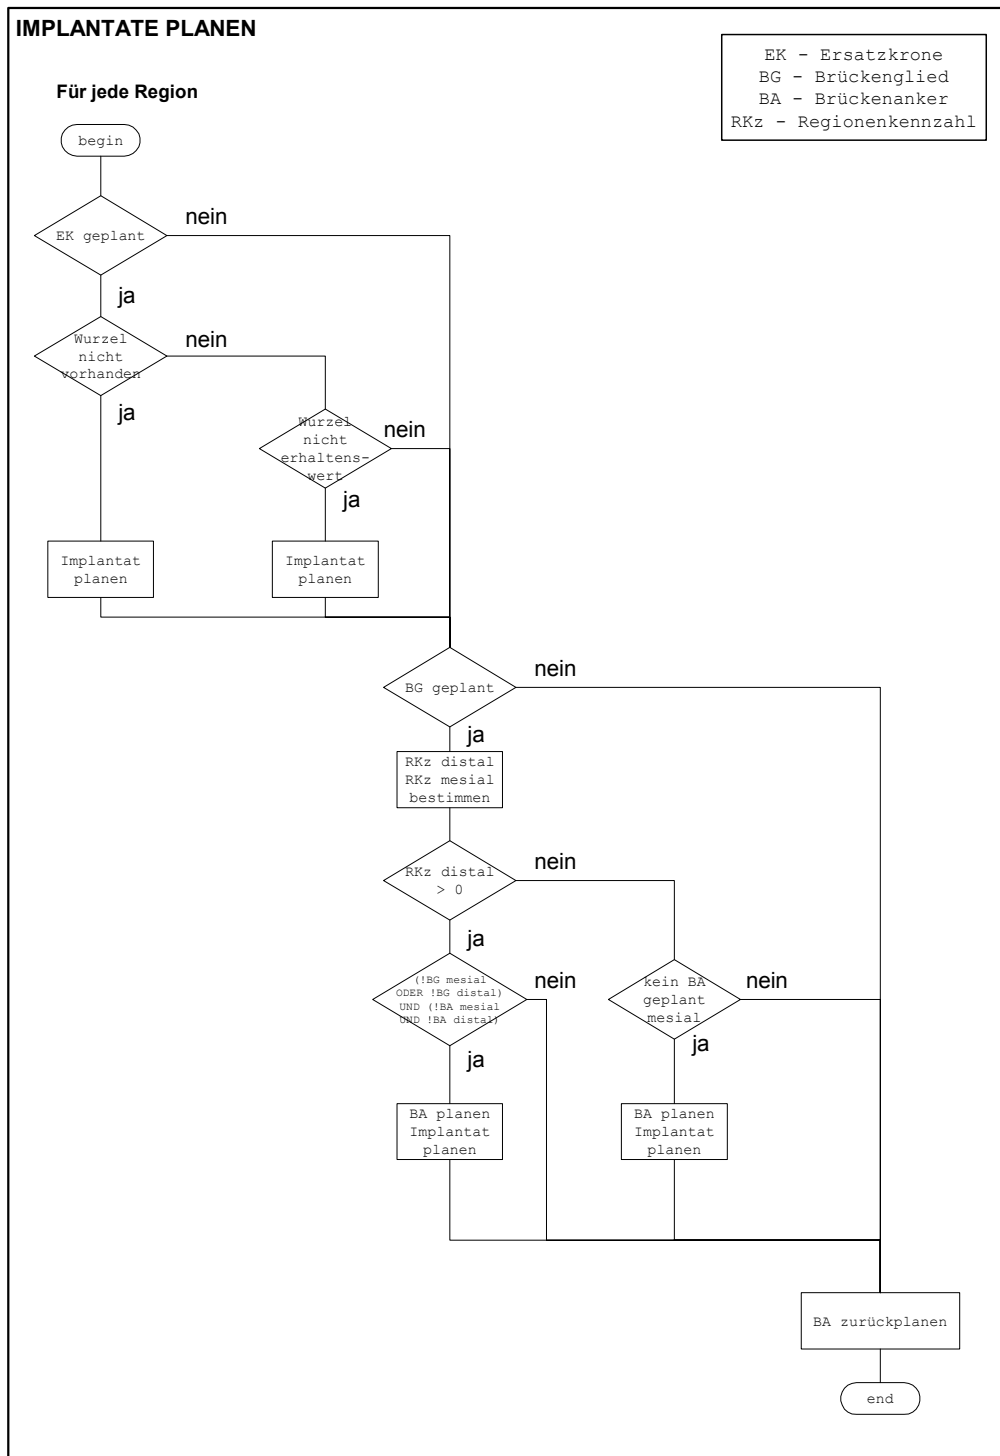 IMPLANTATE PLANEN
EK - Ersatzkrone
BG - Brückenglied
BA - Brückenanker
RKz - Regionenkennzahl
Für jede Region
begin
EK geplant
nein
ja
Wurzel
nicht
vorhanden
nein
ja
Wurzel
nicht
erhaltens-
wert
nein
ja
Implantat
planen
Implantat
planen
BG geplant
nein
ja
RKz distal
RKz mesial
bestimmen
RKz distal
> 0
nein
ja
(!BG mesial
ODER !BG distal)
UND (!BA mesial
UND !BA distal)
nein
ja
kein BA
geplant
mesial
nein
ja
BA planen
Implantat
planen
BA planen
Implantat
planen
BA zurückplanen
end